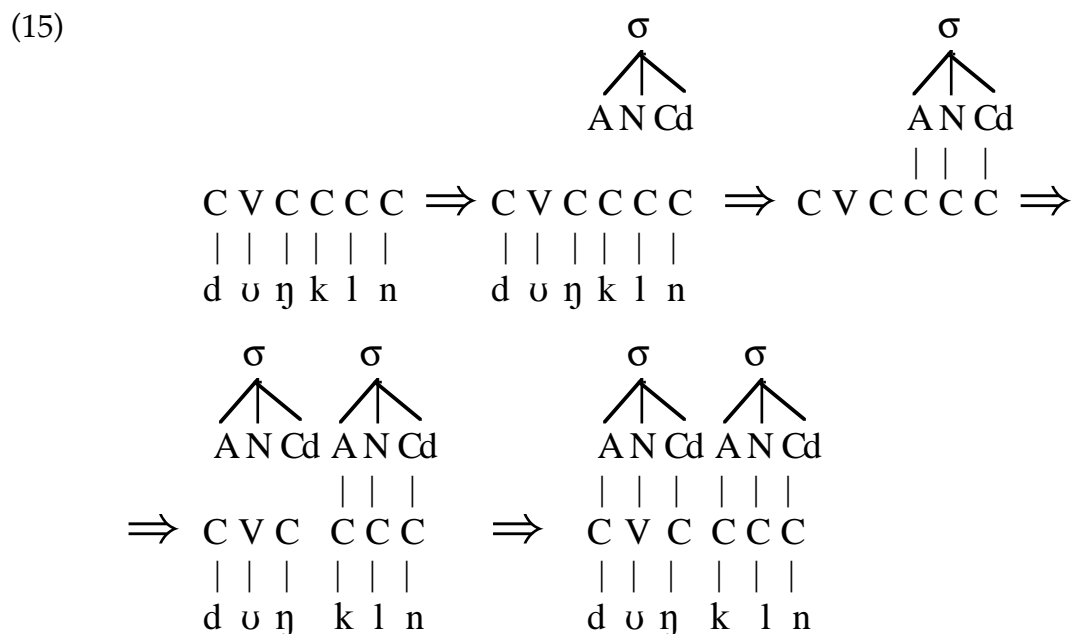 (15)
σ σ
A N Cd A N Cd
C V C C C C ⇒ C V C C C C ⇒ C V C C C C ⇒
d ʊ ŋ k l n d ʊ ŋ k l n
σ σ σ σ
A N Cd A N Cd A N Cd A N Cd
⇒ C V C C C C ⇒ C V C C C C
d ʊ ŋ k l n d ʊ ŋ k l n